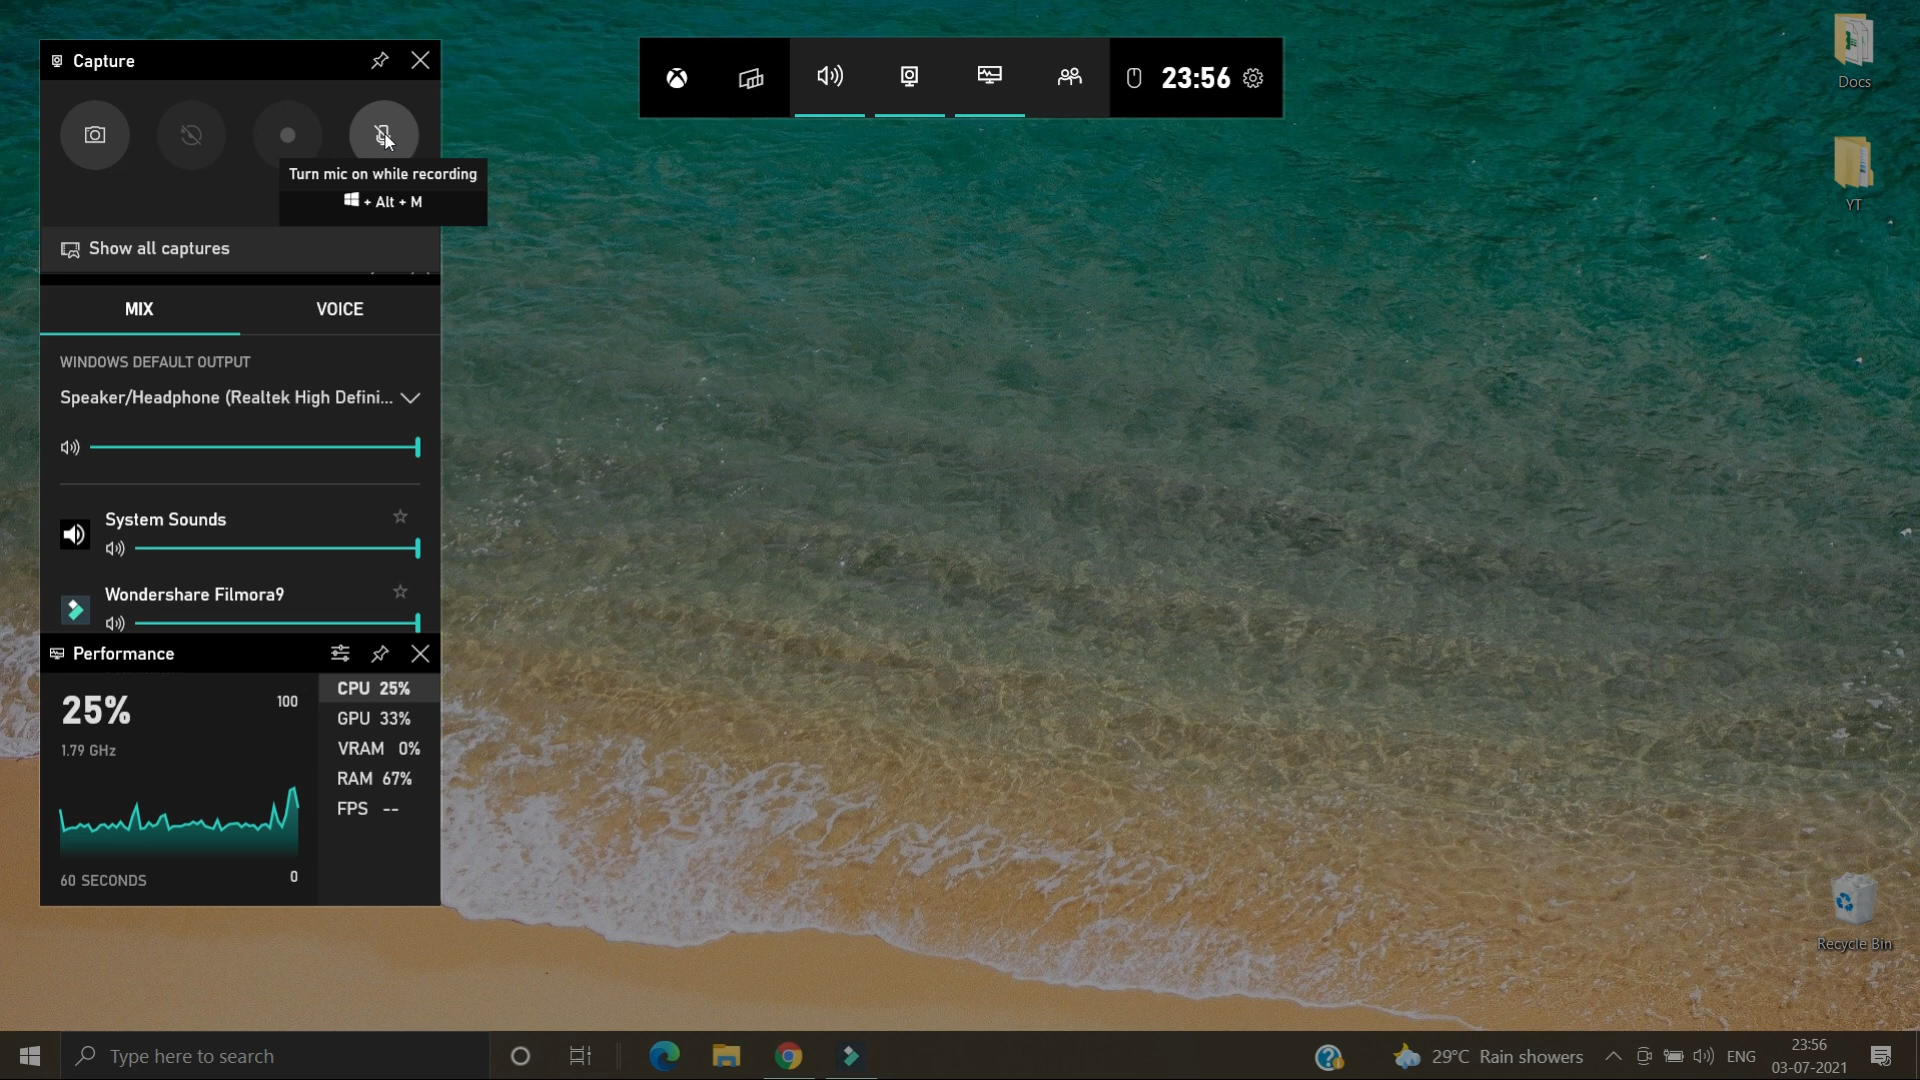 Capture
23:56
Turn mic on while recording
+ Alt + M
Show all captures
MIX
VOICE
WINDOWS DEFAULT OUTPUT
Speaker/Headphone (Realtek High Defini...
System Sounds
Wondershare Filmora9
Performance
25%
100
1.79 GHz
60 SECONDS
0
CPU 25%
GPU 33%
VRAM 0%
RAM 67%
FPS --
Docs
YT
Recycle Bin
Type here to search
29°C Rain showers
ENG
23:56
03-07-2021